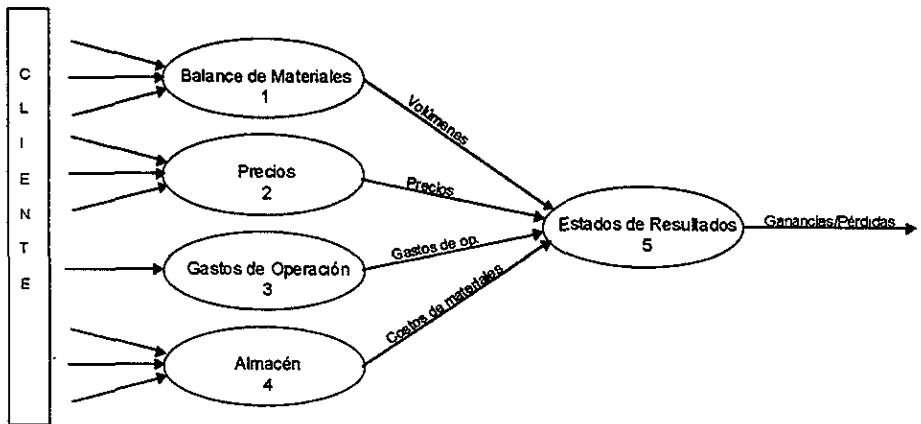 CLIENTE
Balance de Materiales
1
Volúmenes
Precios
2
Precios
Estados de Resultados
5
Ganancias/Pérdidas
Gastos de Operación
3
Gastos de op.
Costos de materiales
Almacén
4